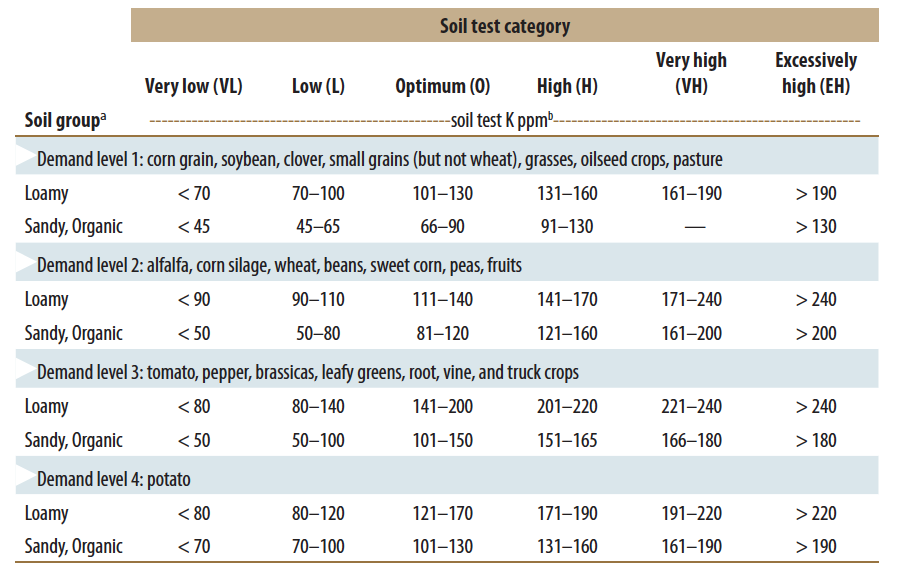 Soil test category
Very low (VL) Low (L) Optimum (O) High (H) Very high (VH) Excessively high (EH)
Soil groupᵃ ---soil test K ppmᵇ---
Demand level 1: corn grain, soybean, clover, small grains (but not wheat), grasses, oilseed crops, pasture
Loamy < 70 70–100 101–130 131–160 161–190 > 190
Sandy, Organic < 45 45–65 66–90 91–130 — > 130
Demand level 2: alfalfa, corn silage, wheat, beans, sweet corn, peas, fruits
Loamy < 90 90–110 111–140 141–170 171–240 > 240
Sandy, Organic < 50 50–80 81–120 121–160 161–200 > 200
Demand level 3: tomato, pepper, brassicas, leafy greens, root, vine, and truck crops
Loamy < 80 80–140 141–200 201–220 221–240 > 240
Sandy, Organic < 50 50–100 101–150 151–165 166–180 > 180
Demand level 4: potato
Loamy < 80 80–120 121–170 171–190 191–220 > 220
Sandy, Organic < 70 70–100 101–130 131–160 161–190 > 190